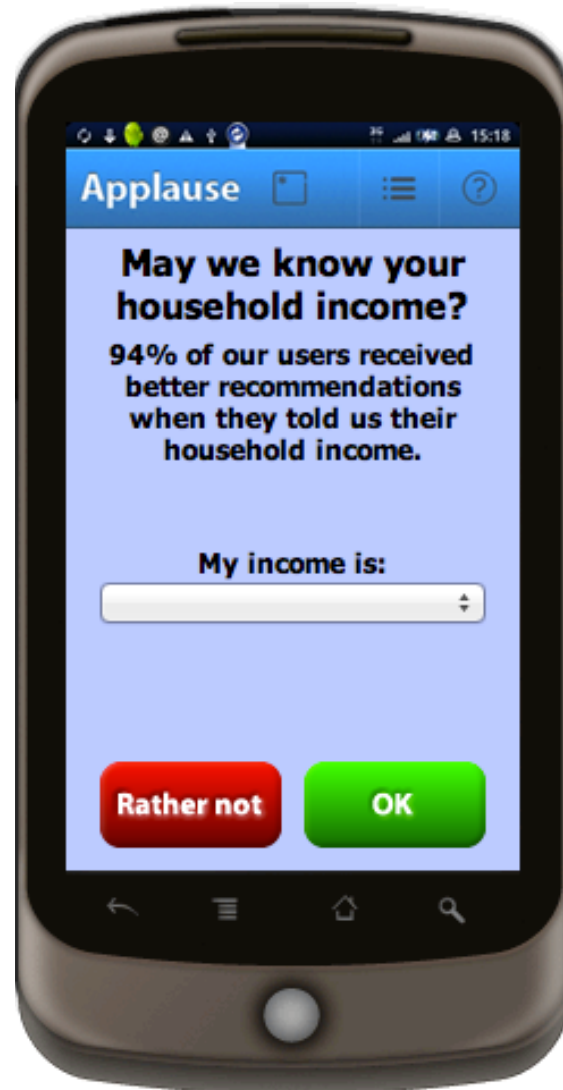 15:18
Applause
May we know your
household income?
94% of our users received
better recommendations
when they told us their
household income.
My income is:
Rather not
OK